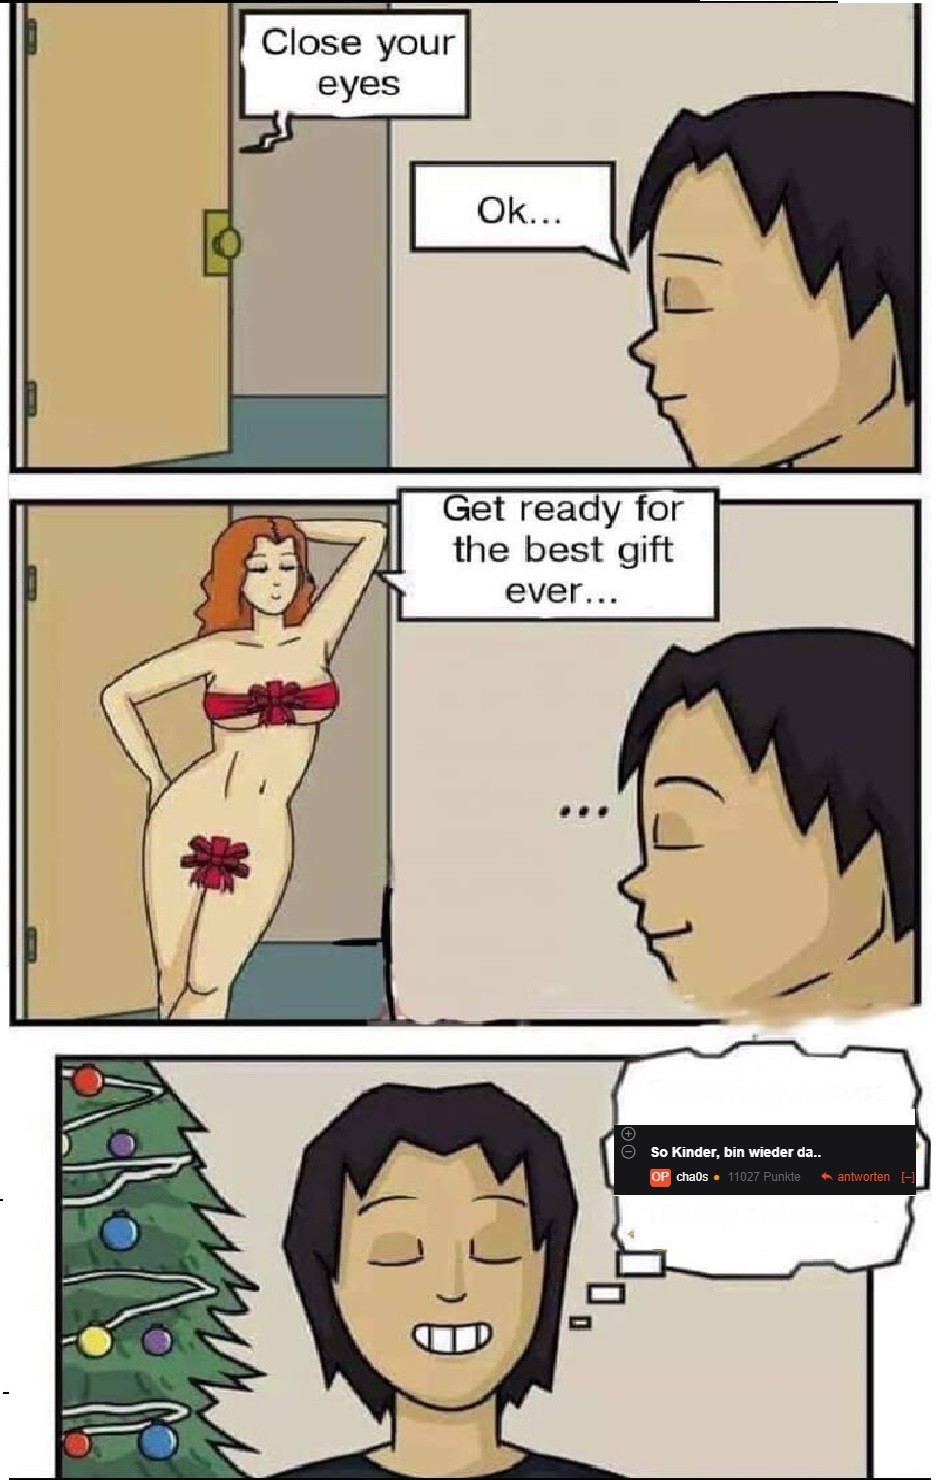 Close your
eyes
Ok...
Get ready for
the best gift
ever...
...
So Kinder, bin wieder da..
OP cha0s 11027 Punkte antworten [–]